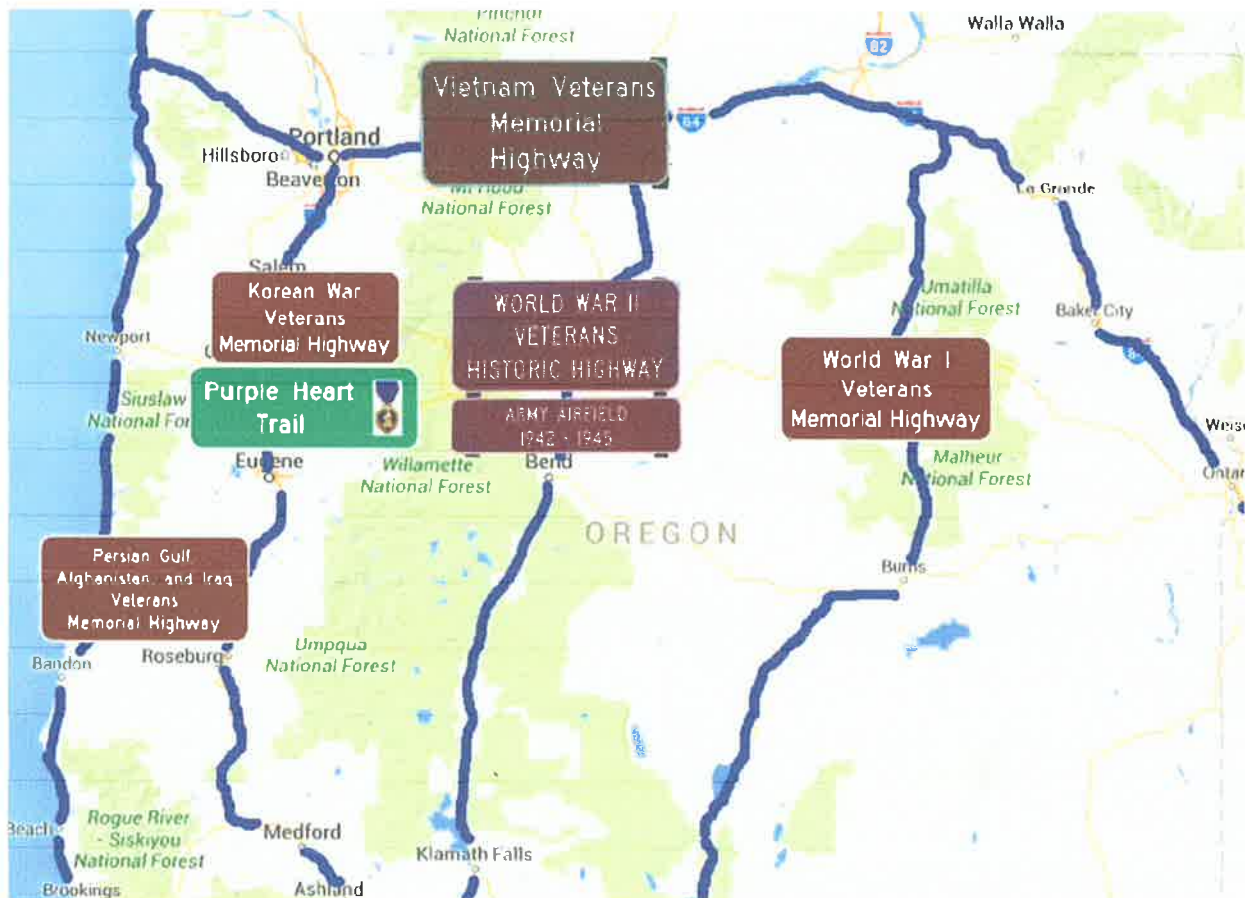 Pinchot
National Forest
Walla Walla
82
Vietnam Veterans
Memorial
Highway
84
Portland
Hillsboro
Beaverton
Mt Hood
National Forest
La Grande
Salem
Korean War
Veterans
Memorial Highway
WORLD WAR II
VETERANS
HISTORIC HIGHWAY
Umatilla
National Forest
Baker City
Newport
World War I
Veterans
Memorial Highway
Purple Heart
Trail
ARMY AIRFIELD
1942 - 1945
Siuslaw
National For
Weise
Eugene
Willamette
National Forest
Bend
Malheur
National Forest
Ontar
OREGON
Persian Gulf
Afghanistan, and Iraq
Veterans
Memorial Highway
Burns
Bandon
Roseburg
Umpqua
National Forest
Rogue River
- Siskiyou
National Forest
Beach
Medford
Klamath Falls
Brookings
Ashland